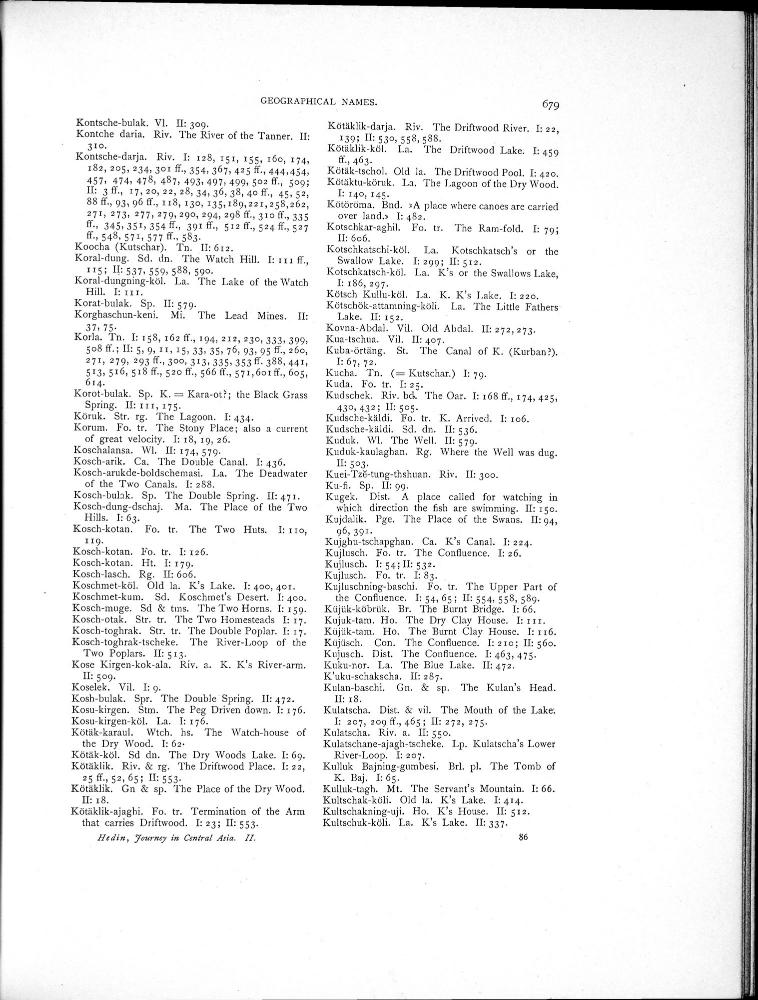 GEOGRAPHICAL NAMES.
679
Kontsche-bulak. Vl. II: 309.
Kontche daria. Riv. The River of the Tanner. II:
310.
Kontsche-darja. Riv. I: 128, 151, 155, 160, 174,
182, 205, 234, 301 ff., 354, 367, 425 ff., 444, 454,
457, 474, 478, 487, 493, 497, 499, 502 ff., 509;
II: 3 ff., 17, 20, 22, 28, 34, 36, 38, 40 ff., 45, 52,
88 ff., 93, 96 ff., 118, 130, 135, 189, 221, 258, 262,
271, 273, 277, 279, 290, 294, 298 ff., 310 ff., 335
ff., 345, 351, 354 ff., 391 ff., 512 ff., 524 ff., 527
ff., 548, 571, 577 ff., 583.
Koocha (Kutschar). Tn. II: 612.
Koral-dung. Sd. dn. The Watch Hill. I: 111 ff.,
115; II: 537, 559, 588, 590.
Koral-dungning-köl. La. The Lake of the Watch
Hill. I: 111.
Korat-bulak. Sp. II: 579.
Korghaschun-keni. Mi. The Lead Mines. II:
37, 75.
Korla. Tn. I: 158, 162 ff., 194, 212, 230, 333, 399,
508 ff.; II: 5, 9, 11, 15, 33, 35, 76, 93, 95 ff., 260,
271, 279, 293 ff., 300, 313, 335, 353 ff. 388, 441,
513, 516, 518 ff., 520 ff., 566 ff., 571, 601 ff., 605,
614.
Korot-bulak. Sp. K. = Kara-ot?; the Black Grass
Spring. II: 111, 175.
Köruk. Str. rg. The Lagoon. I: 434.
Korum. Fo. tr. The Stony Place; also a current
of great velocity. I: 18, 19, 26.
Koschalansa. Wl. II: 174, 579.
Kosch-arik. Ca. The Double Canal. I: 436.
Kosch-arukde-boldschemasi. La. The Deadwater
of the Two Canals. I: 288.
Kosch-bulak. Sp. The Double Spring. II: 471.
Kosch-dung-dschaj. Ma. The Place of the Two
Hills. I: 63.
Kosch-kotan. Fo. tr. The Two Huts. I: 110,
119.
Kosch-kotan. Fo. tr. I: 126.
Kosch-kotan. Ht. I: 179.
Kosch-lasch. Rg. II: 606.
Koschmet-köl. Old la. K's Lake. I: 400, 401.
Koschmet-kum. Sd. Koschmet's Desert. I: 400.
Kosch-muge. Sd & tms. The Two Horns. I: 159.
Kosch-otak. Str. tr. The Two Homesteads I: 17.
Kosch-toghrak. Str. tr. The Double Poplar. I: 17.
Kosch-toghrak-tscheke. The River-Loop of the
Two Poplars. II: 513.
Kose Kirgen-kok-ala. Riv. a. K. K's River-arm.
II: 509.
Koselek. Vil. I: 9.
Kosh-bulak. Spr. The Double Spring. II: 472.
Kosu-kirgen. Stm. The Peg Driven down. I: 176.
Kosu-kirgen-köl. La. I: 176.
Kötäk-karaul. Wtch. hs. The Watch-house of
the Dry Wood. I: 62.
Kötäk-köl. Sd dn. The Dry Woods Lake. I: 69.
Kötäklik. Riv. & rg. The Driftwood Place. I: 22,
25 ff., 52, 65; II: 553.
Kötäklik. Gn & sp. The Place of the Dry Wood.
II: 18.
Kötäklik-ajaghi. Fo. tr. Termination of the Arm
that carries Driftwood. I: 23; II: 553.
Kötäklik-darja. Riv. The Driftwood River. I: 22,
139; II: 530, 558, 588.
Kötäklik-köl. La. The Driftwood Lake. I: 459
ff., 463.
Kötäk-tschol. Old la. The Driftwood Pool. I: 420.
Kötäktu-köruk. La. The Lagoon of the Dry Wood.
I: 140, 145.
Kötöröma. Bnd. »A place where canoes are carried
over land.» I: 482.
Kotschkar-aghil. Fo. tr. The Ram-fold. I: 79;
II: 606.
Kotschkatschi-köl. La. Kotschkatsch's or the
Swallow Lake. I: 299; II: 512.
Kotschkatsch-köl. La. K's or the Swallows Lake,
I: 186, 297.
Kötsch Kullu-köl. La. K. K's Lake. I: 220.
Kötschök-attamning-köli. La. The Little Fathers
Lake. II: 152.
Kovna-Abdal. Vil. Old Abdal. II: 272, 273.
Kua-tschua. Vil. II: 407.
Kuba-örtäng. St. The Canal of K. (Kurban?).
I: 67, 72.
Kucha. Tn. (= Kutschar.) I: 79.
Kuda. Fo. tr. I: 25.
Kudschek. Riv. bd. The Oar. I: 168 ff., 174, 425,
430, 432; II: 505.
Kudsche-käldi. Fo. tr. K. Arrived. I: 106.
Kudsche-käldi. Sd. dn. II: 536.
Kuduk. Wl. The Well. II: 579.
Kuduk-kaulaghan. Rg. Where the Well was dug.
II: 503.
Kuei-Tzŏ-tung-thshuan. Riv. II: 300.
Ku-fi. Sp. II: 99.
Kugek. Dist. A place called for watching in
which direction the fish are swimming. II: 150.
Kujdalik. Pge. The Place of the Swans. II: 94,
96, 391.
Kujghu-tschapghan. Ca. K's Canal. I: 224.
Kujlusch. Fo. tr. The Confluence. I: 26.
Kujlusch. I: 54; II: 532.
Kujlusch. Fo. tr. I: 83.
Kujluschning-baschi. Fo. tr. The Upper Part of
the Confluence. I: 54, 65; II: 554, 558, 589.
Küjük-köbrük. Br. The Burnt Bridge. I: 66.
Kujuk-tam. Ho. The Dry Clay House. I: 111.
Küjük-tam. Ho. The Burnt Clay House. I: 116.
Küjüsch. Con. The Confluence. I: 210; II: 560.
Kujusch. Dist. The Confluence. I: 463, 475.
Kuku-nor. La. The Blue Lake. II: 472.
K'uku-schakscha. II: 287.
Kulan-baschi. Gn. & sp. The Kulan's Head.
II: 18.
Kulatscha. Dist. & vil. The Mouth of the Lake.
I: 207, 209 ff., 465; II: 272, 275.
Kulatscha. Riv. a. II: 550.
Kulatschane-ajagh-tscheke. Lp. Kulatscha's Lower
River-Loop. I: 207.
Kulluk Bajning-gumbesi. Brl. pl. The Tomb of
K. Baj. I: 65.
Kulluk-tagh. Mt. The Servant's Mountain. I: 66.
Kultschak-köli. Old la. K's Lake. I: 414.
Kultschakning-uji. Ho. K's House. II: 512.
Kultschuk-köli. La. K's Lake. II: 337.
Hedin, Journey in Central Asia. II.
86